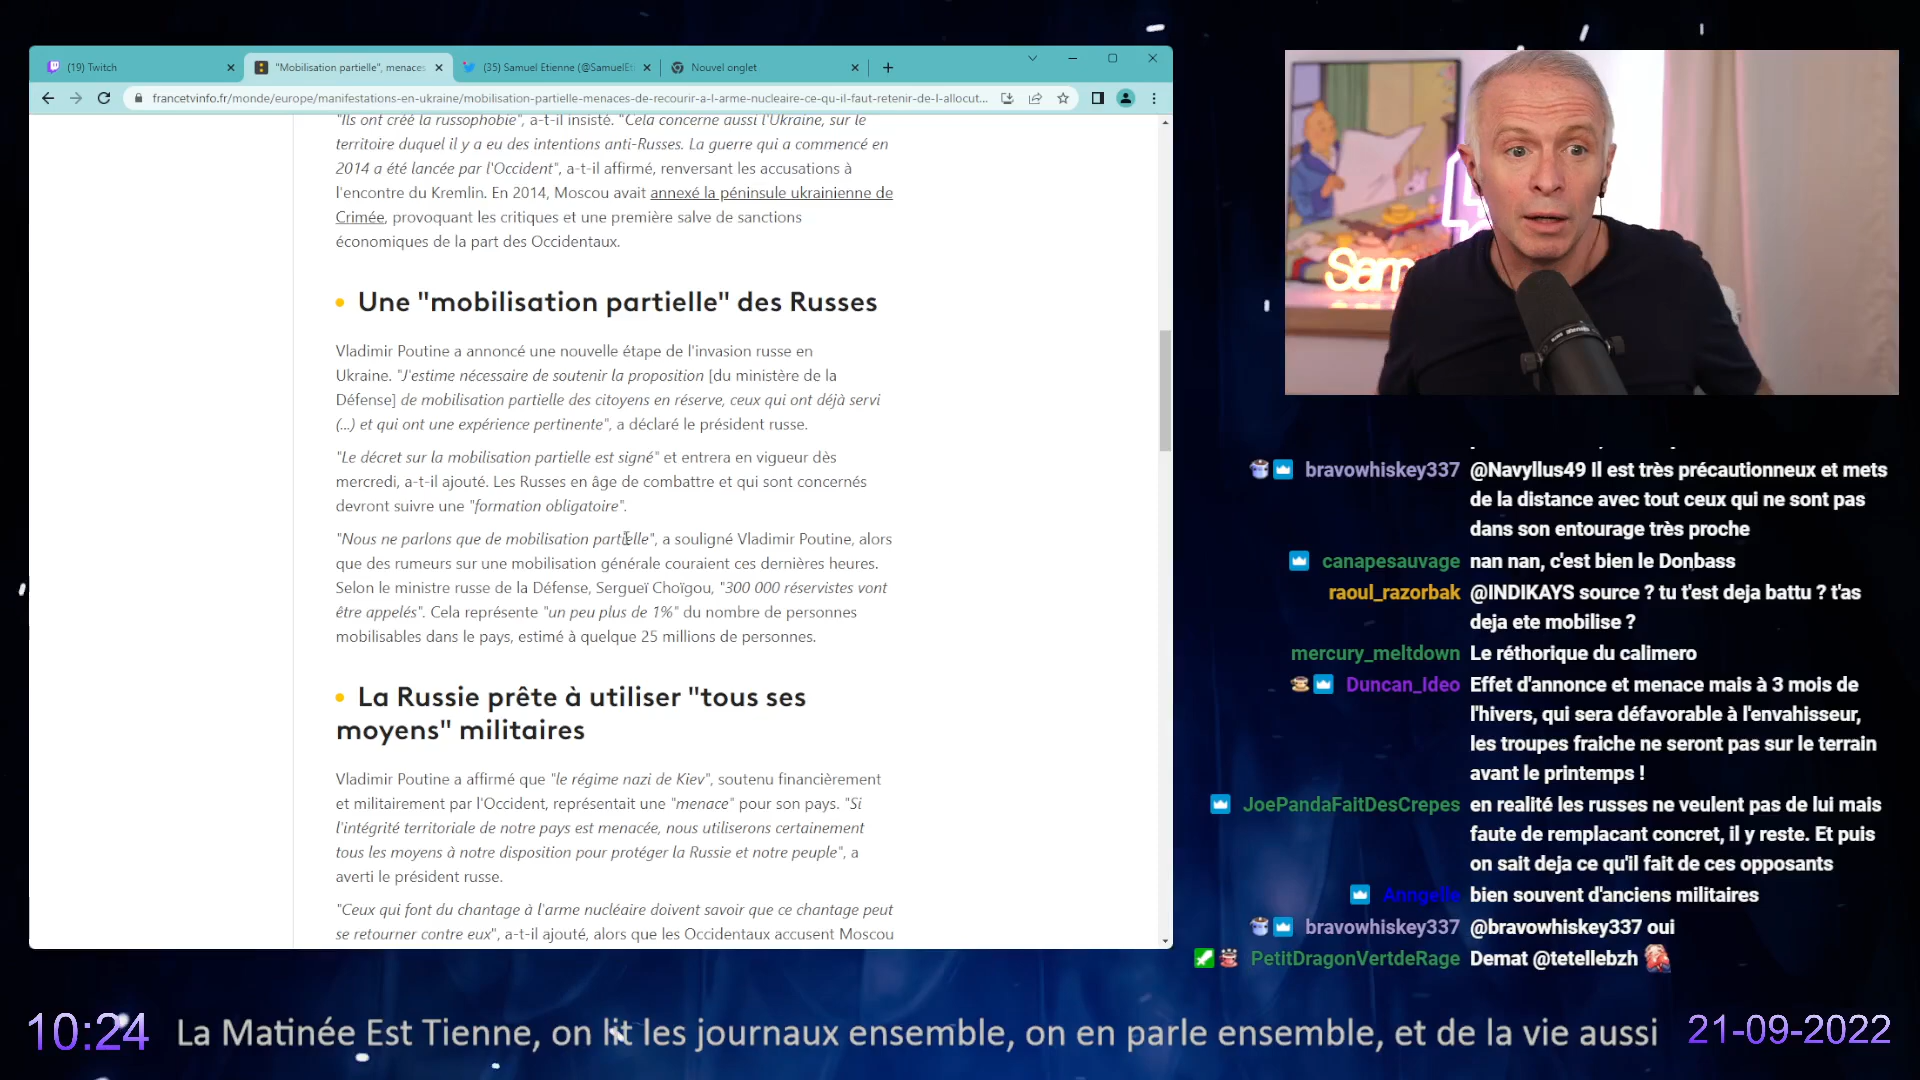 (19) Twitch
"Mobilisation partielle", menaces
(35) Samuel Etienne (@SamuelEt
Nouvel onglet
francetvinfo.fr/monde/europe/manifestations-en-ukraine/mobilisation-partielle-menaces-de-recourir-a-l-arme-nucleaire-ce-qu-il-faut-retenir-de-l-allocut...
"Ils ont créé la russophobie", a-t-il insisté. "Cela concerne aussi l'Ukraine, sur le
territoire duquel il y a eu des intentions anti-Russes. La guerre qui a commencé en
2014 a été lancée par l'Occident", a-t-il affirmé, renversant les accusations à
l'encontre du Kremlin. En 2014, Moscou avait annexé la péninsule ukrainienne de
Crimée, provoquant les critiques et une première salve de sanctions
économiques de la part des Occidentaux.
• Une "mobilisation partielle" des Russes
Vladimir Poutine a annoncé une nouvelle étape de l'invasion russe en
Ukraine. "J'estime nécessaire de soutenir la proposition [du ministère de la
Défense] de mobilisation partielle des citoyens en réserve, ceux qui ont déjà servi
(...) et qui ont une expérience pertinente", a déclaré le président russe.
"Le décret sur la mobilisation partielle est signé" et entrera en vigueur dès
mercredi, a-t-il ajouté. Les Russes en âge de combattre et qui sont concernés
devront suivre une "formation obligatoire".
"Nous ne parlons que de mobilisation partielle", a souligné Vladimir Poutine, alors
que des rumeurs sur une mobilisation générale couraient ces dernières heures.
Selon le ministre russe de la Défense, Sergueï Choïgou, "300 000 réservistes vont
être appelés". Cela représente "un peu plus de 1%" du nombre de personnes
mobilisables dans le pays, estimé à quelque 25 millions de personnes.
• La Russie prête à utiliser "tous ses
moyens" militaires
Vladimir Poutine a affirmé que "le régime nazi de Kiev", soutenu financièrement
et militairement par l'Occident, représentait une "menace" pour son pays. "Si
l'intégrité territoriale de notre pays est menacée, nous utiliserons certainement
tous les moyens à notre disposition pour protéger la Russie et notre peuple", a
averti le président russe.
"Ceux qui font du chantage à l'arme nucléaire doivent savoir que ce chantage peut
se retourner contre eux", a-t-il ajouté, alors que les Occidentaux accusent Moscou
Sam
bravowhiskey337 @Navyllus49 Il est très précautionneux et mets
de la distance avec tout ceux qui ne sont pas
dans son entourage très proche
canapesauvage nan nan, c'est bien le Donbass
raoul_razorbak @INDIKAYS source ? tu t'est deja battu ? t'as
deja ete mobilise ?
mercury_meltdown Le réthorique du calimero
Duncan_Ideo Effet d'annonce et menace mais à 3 mois de
l'hivers, qui sera défavorable à l'envahisseur,
les troupes fraiche ne seront pas sur le terrain
avant le printemps !
JoePandaFaitDesCrepes en realité les russes ne veulent pas de lui mais
faute de remplacant concret, il y reste. Et puis
on sait deja ce qu'il fait de ces opposants
Anngelle bien souvent d'anciens militaires
bravowhiskey337 @bravowhiskey337 oui
PetitDragonVertdeRage Demat @tetellebzh
10:24 La Matinée Est Tienne, on lit les journaux ensemble, on en parle ensemble, et de la vie aussi 21-09-2022